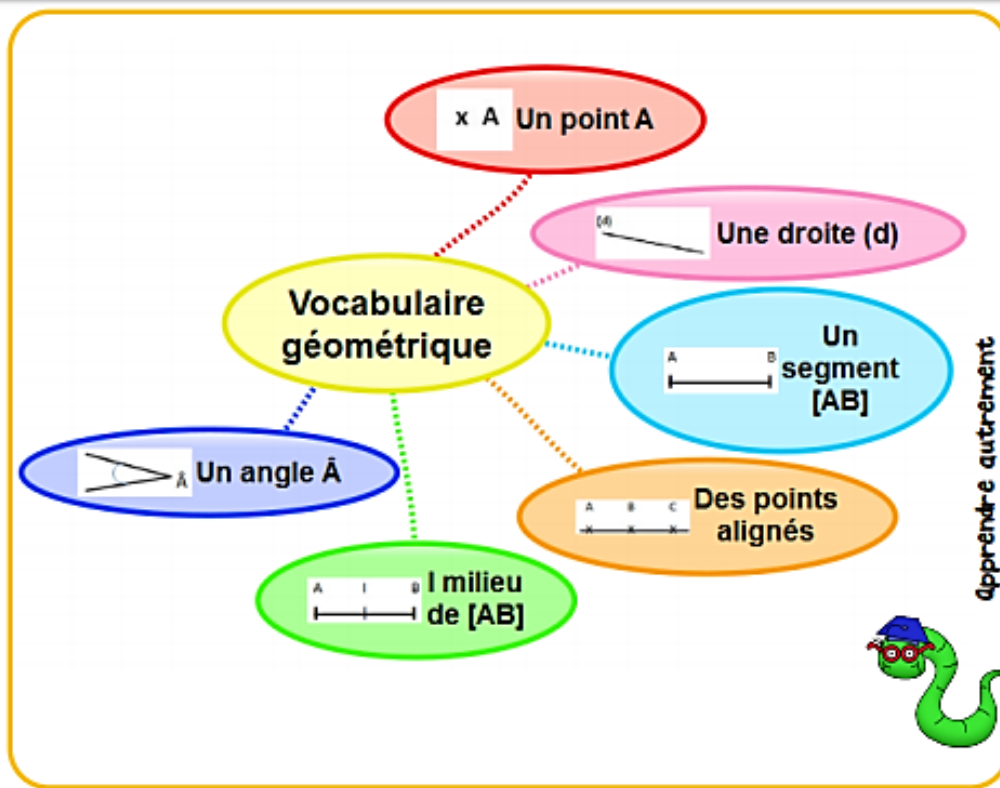 x A Un point A
(d)
Une droite (d)
Vocabulaire
géométrique
A B
Un
segment
[AB]
Â Un angle Â
A B C
Des points
alignés
A I B
I milieu
de [AB]
apprendre autrement